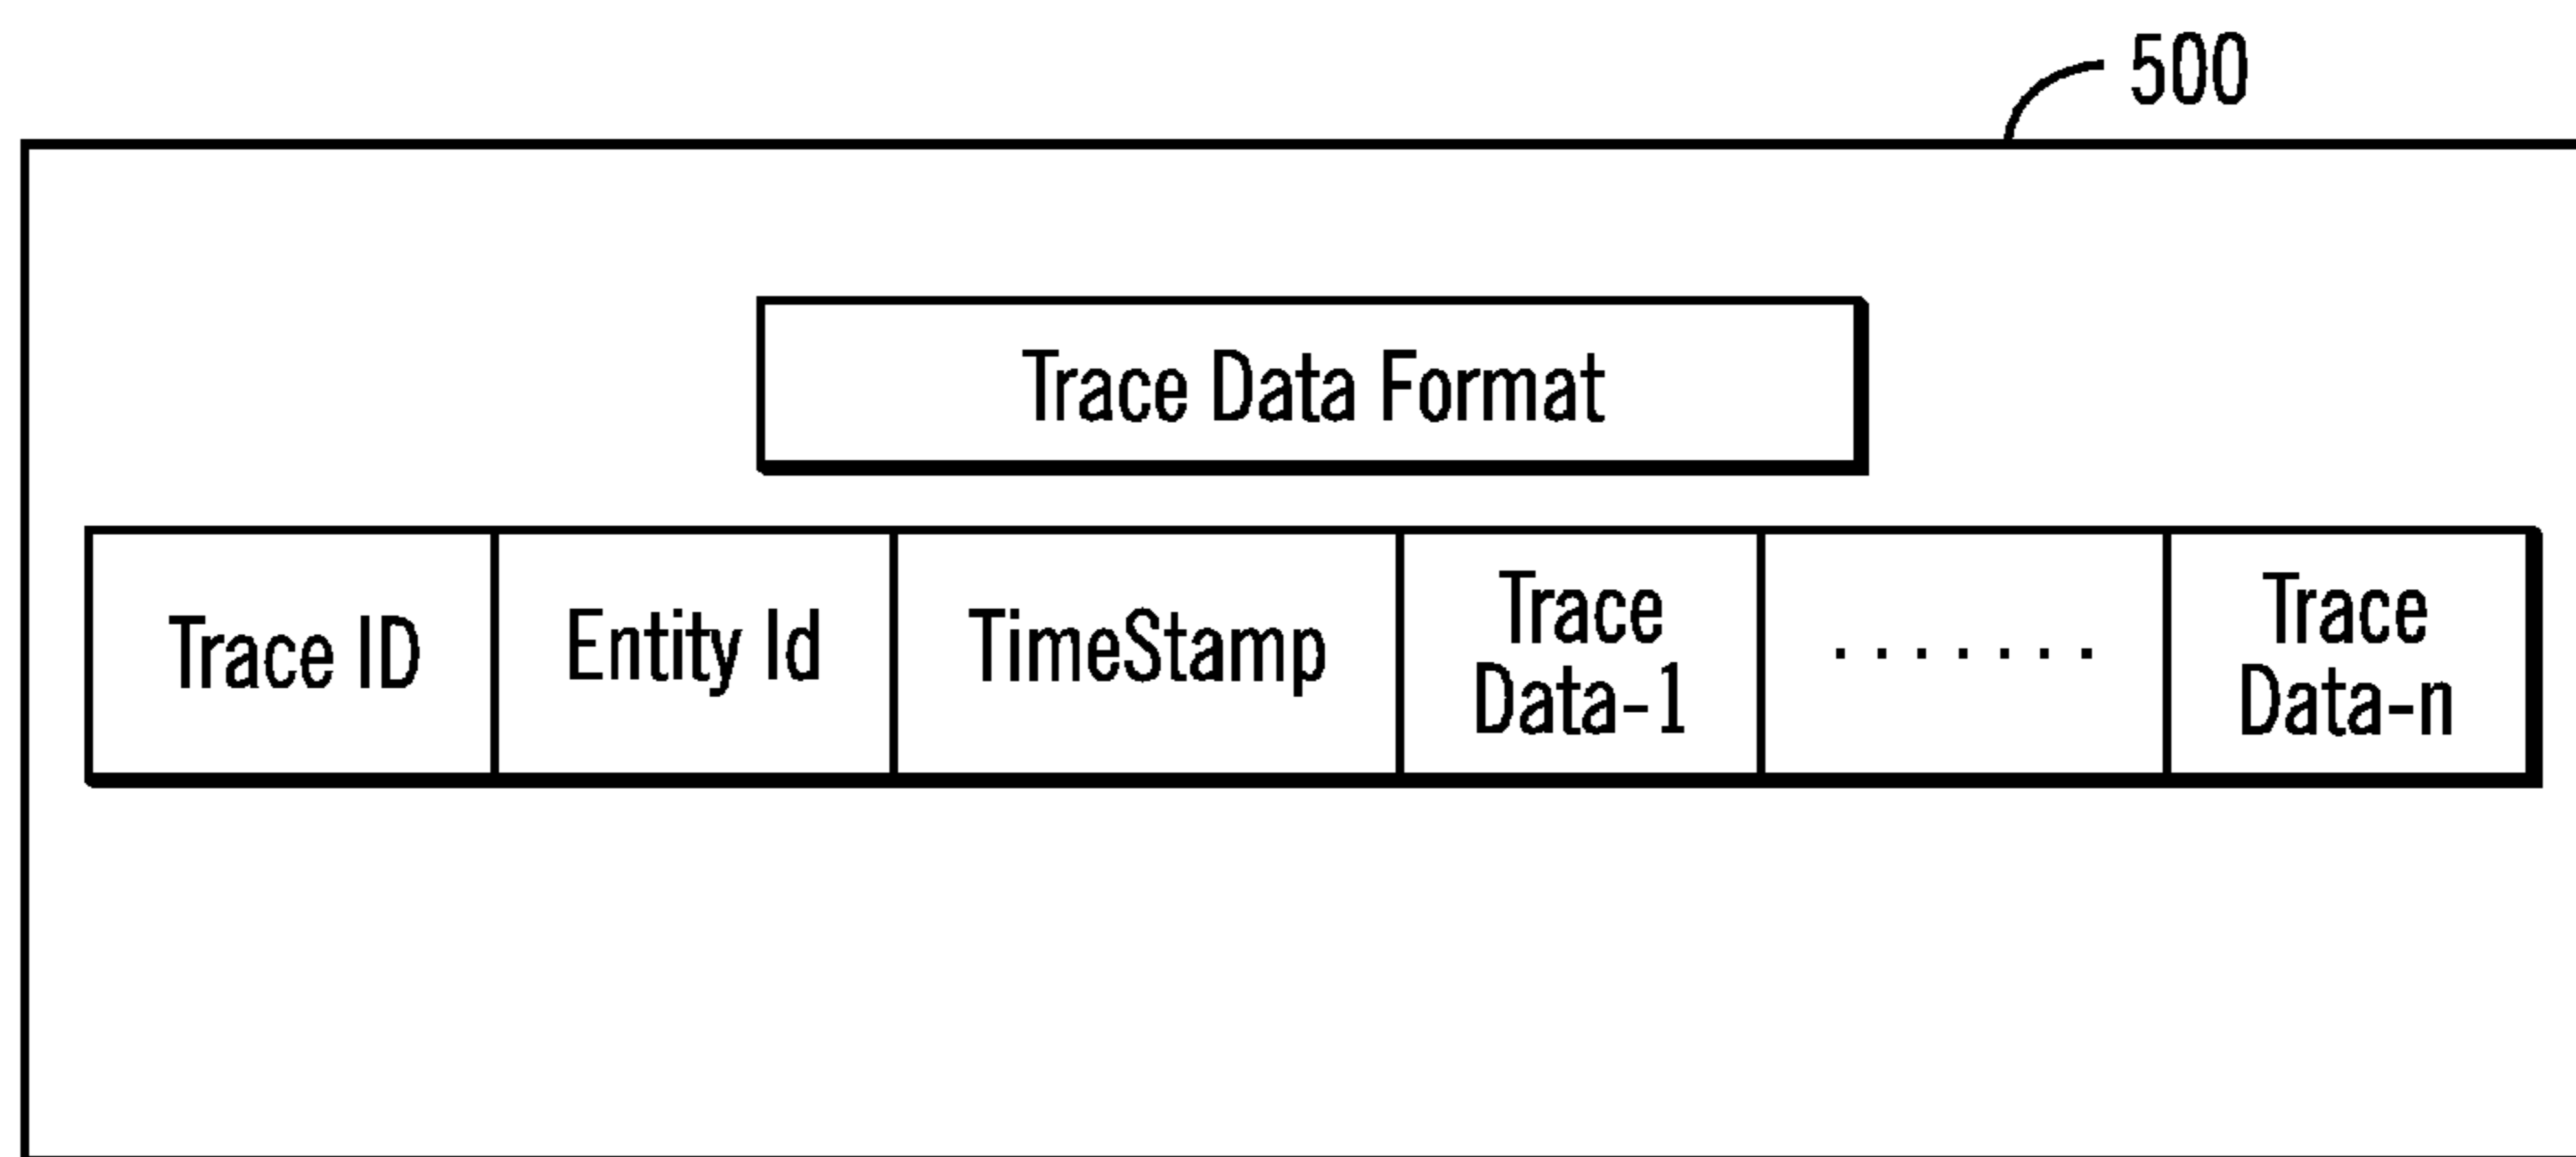 500
Trace Data Format
Trace ID
Entity Id
TimeStamp
Trace
Data-1
.......
Trace
Data-n